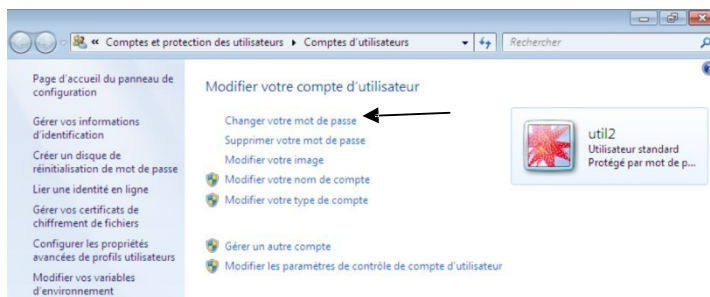 « Comptes et protection des utilisateurs ▸ Comptes d'utilisateurs
Rechercher
Page d'accueil du panneau de
configuration
Gérer vos informations
d'identification
Créer un disque de
réinitialisation de mot de passe
Lier une identité en ligne
Gérer vos certificats de
chiffrement de fichiers
Configurer les propriétés
avancées de profils utilisateurs
Modifier vos variables
d'environnement
Modifier votre compte d'utilisateur
Changer votre mot de passe
Supprimer votre mot de passe
Modifier votre image
Modifier votre nom de compte
Modifier votre type de compte
Gérer un autre compte
Modifier les paramètres de contrôle de compte d'utilisateur
util2
Utilisateur standard
Protégé par mot de p...